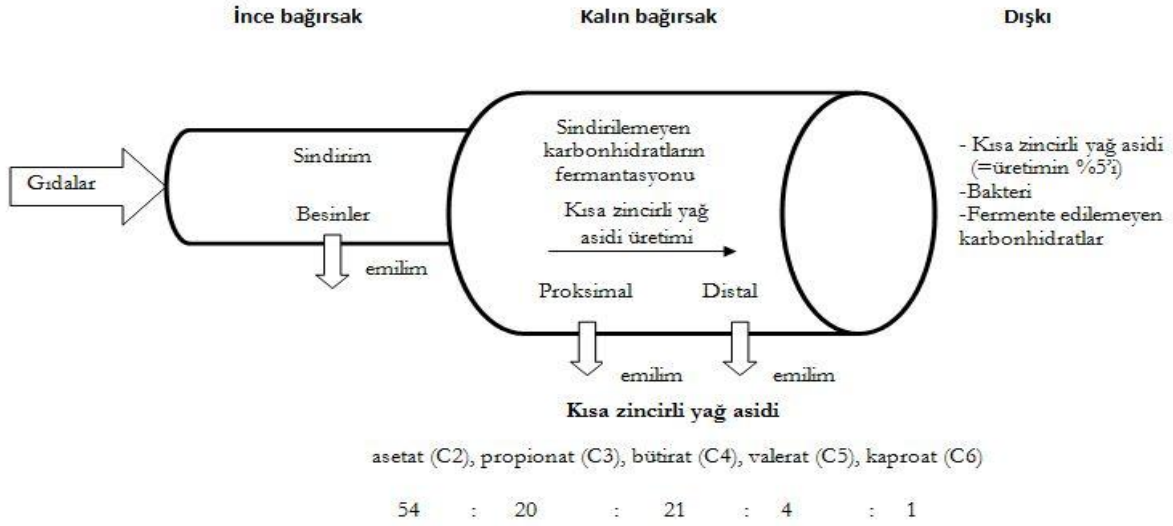 İnce bağırsak
Kalın bağırsak
Dışkı
Gıdalar
Sindirim
Besinler
emilim
Sindirilemeyen
karbonhidratların
fermantasyonu
Kısa zincirli yağ
asidi üretimi
Proksimal
Distal
emilim
emilim
- Kısa zincirli yağ asidi
(=üretimin %5'i)
-Bakteri
-Fermente edilemeyen
karbonhidratlar
Kısa zincirli yağ asidi
asetat (C2), propionat (C3), bütirat (C4), valerat (C5), kaproat (C6)
54 : 20 : 21 : 4 : 1